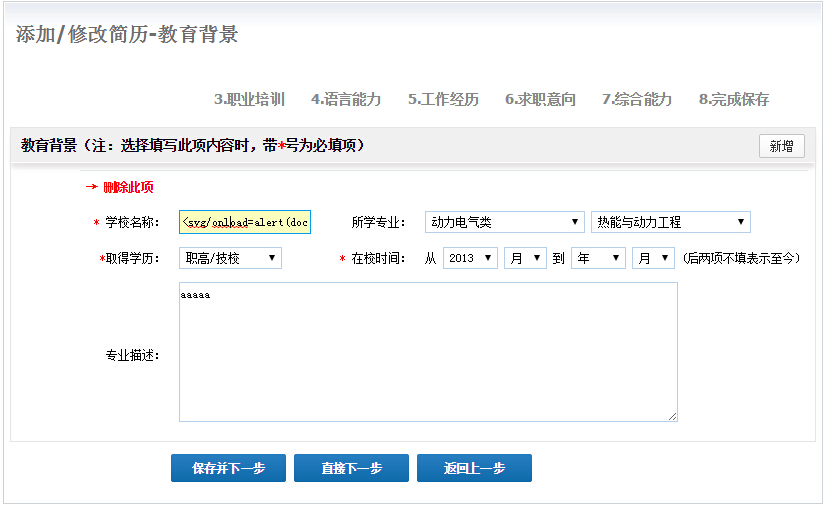 添加/修改简历-教育背景
3.职业培训 4.语言能力 5.工作经历 6.求职意向 7.综合能力 8.完成保存
教育背景（注：选择填写此项内容时，带*号为必填项） 新增
→ 删除此项
* 学校名称： <svg/onload=alert(doc 所学专业： 动力电气类 热能与动力工程
*取得学历： 职高/技校 * 在校时间： 从 2013 月 到 年 月 (后两项不填表示至今)
aaaaa
专业描述：
保存并下一步 直接下一步 返回上一步